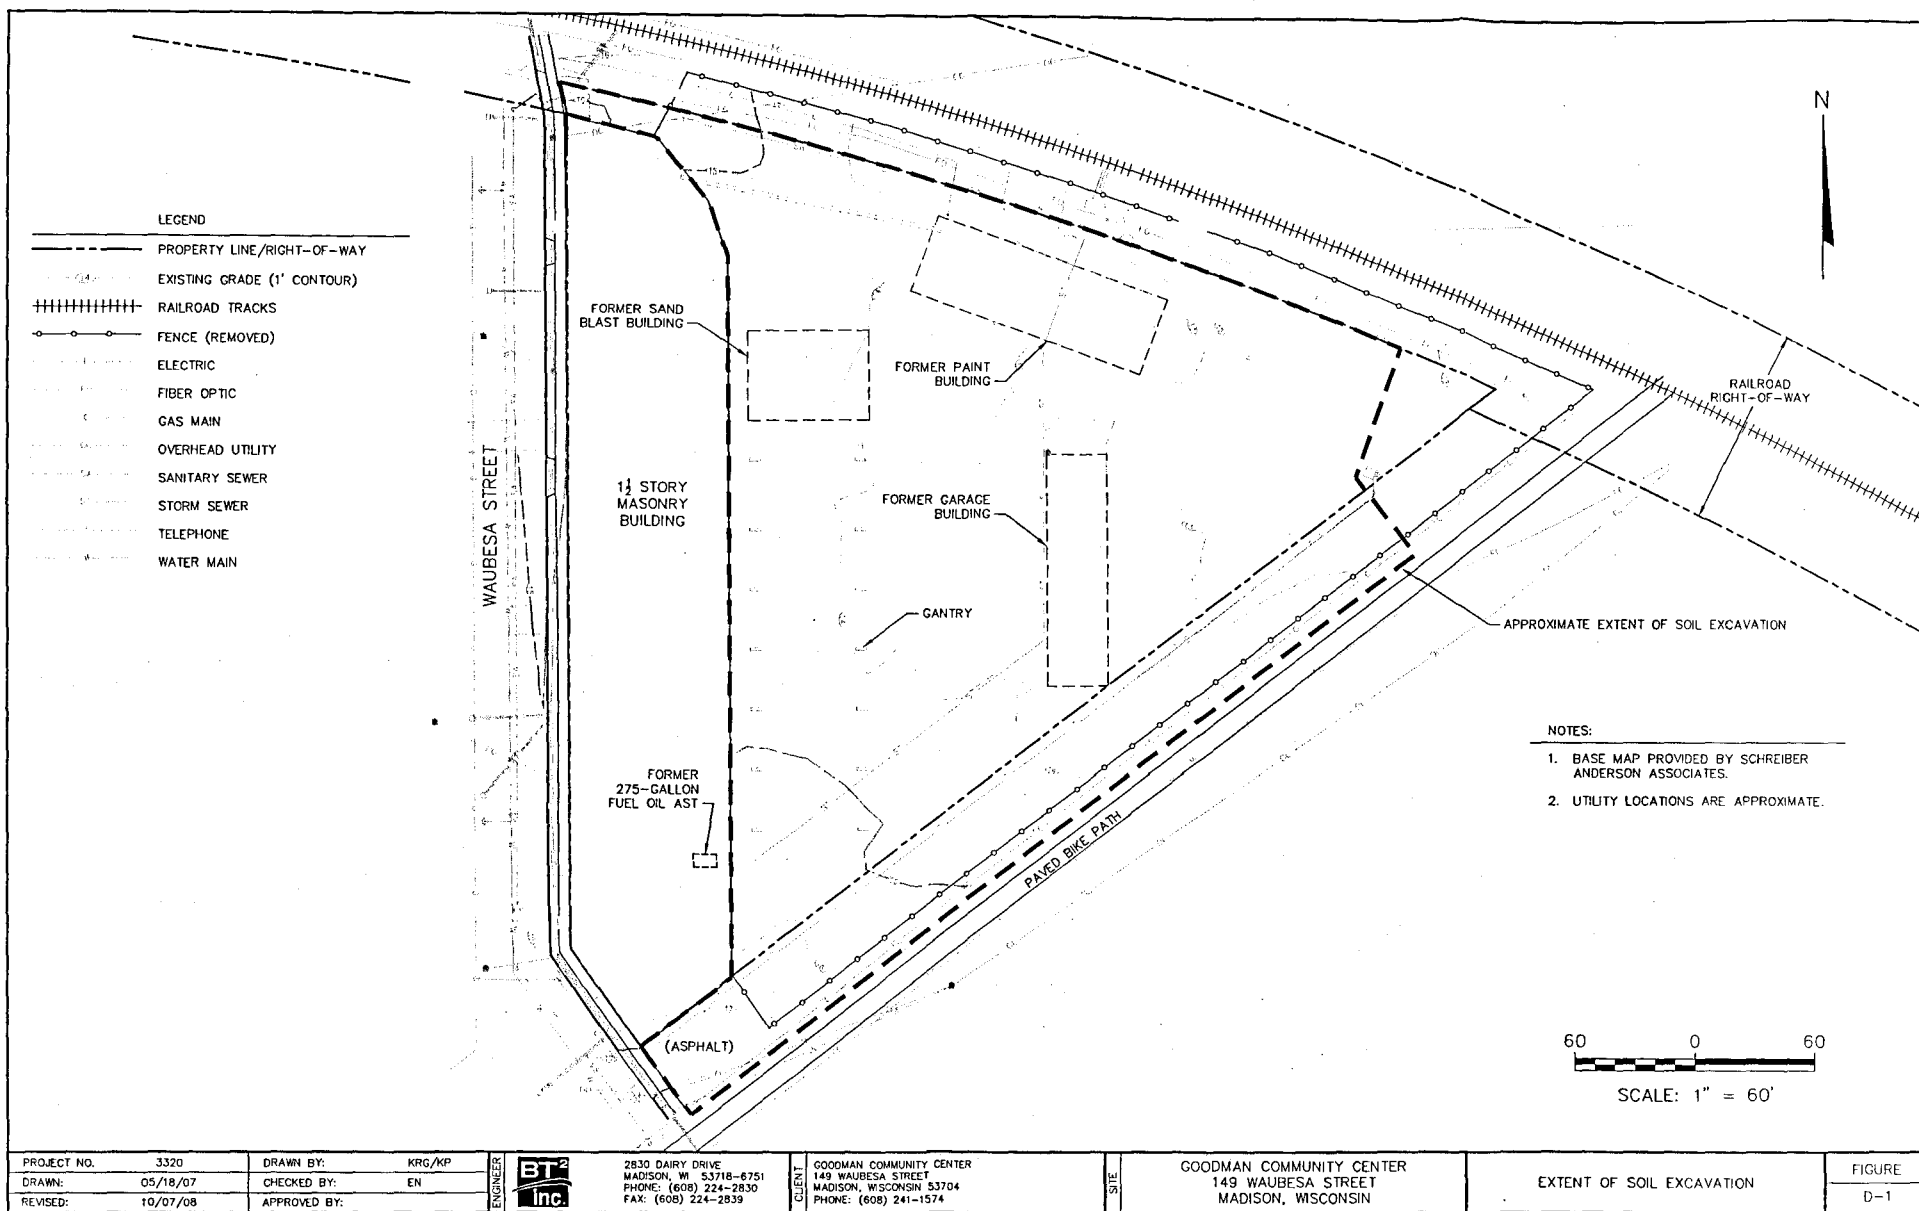 N
LEGEND
PROPERTY LINE/RIGHT-OF-WAY
EXISTING GRADE (1' CONTOUR)
RAILROAD TRACKS
FENCE (REMOVED)
ELECTRIC
FIBER OPTIC
GAS MAIN
OVERHEAD UTILITY
SANITARY SEWER
STORM SEWER
TELEPHONE
WATER MAIN
WAUBESA STREET
FORMER SAND
BLAST BUILDING
FORMER PAINT
BUILDING
RAILROAD
RIGHT-OF-WAY
1½ STORY
MASONRY
BUILDING
FORMER GARAGE
BUILDING
GANTRY
APPROXIMATE EXTENT OF SOIL EXCAVATION
FORMER
275-GALLON
FUEL OIL AST
PAVED BIKE PATH
(ASPHALT)
NOTES:
1. BASE MAP PROVIDED BY SCHREIBER
ANDERSON ASSOCIATES.
2. UTILITY LOCATIONS ARE APPROXIMATE.
60 0 60
SCALE: 1" = 60'
PROJECT NO. 3320 DRAWN BY: KRG/KP
DRAWN: 05/18/07 CHECKED BY: EN
REVISED: 10/07/08 APPROVED BY:
ENGINEER
BT²
inc.
2830 DAIRY DRIVE
MADISON, WI 53718-6751
PHONE: (608) 224-2830
FAX: (608) 224-2839
CLIENT
GOODMAN COMMUNITY CENTER
149 WAUBESA STREET
MADISON, WISCONSIN 53704
PHONE: (608) 241-1574
SITE
GOODMAN COMMUNITY CENTER
149 WAUBESA STREET
MADISON, WISCONSIN
EXTENT OF SOIL EXCAVATION
FIGURE
D-1